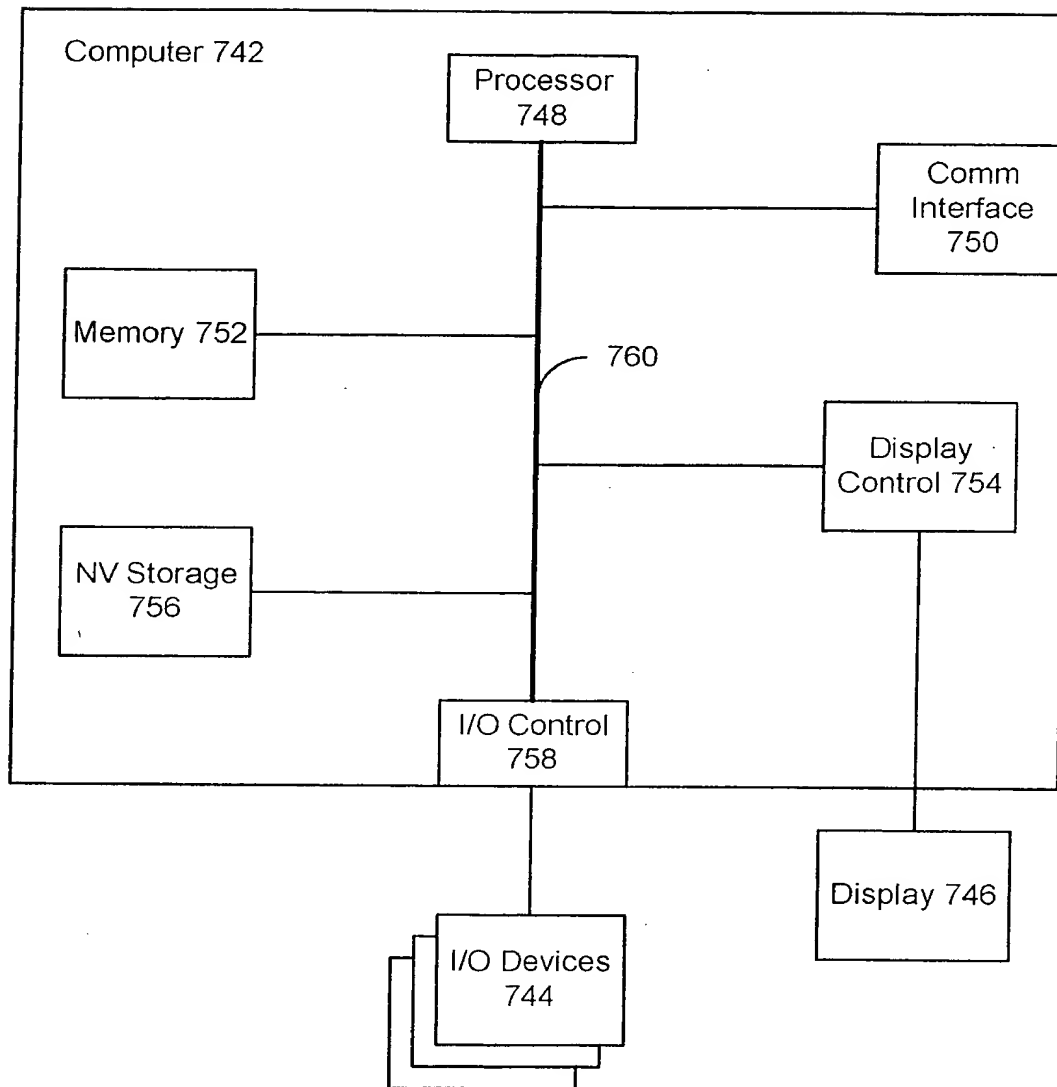 Computer 742
Processor
748
Comm
Interface
750
Memory 752
760
Display
Control 754
NV Storage
756
I/O Control
758
Display 746
I/O Devices
744